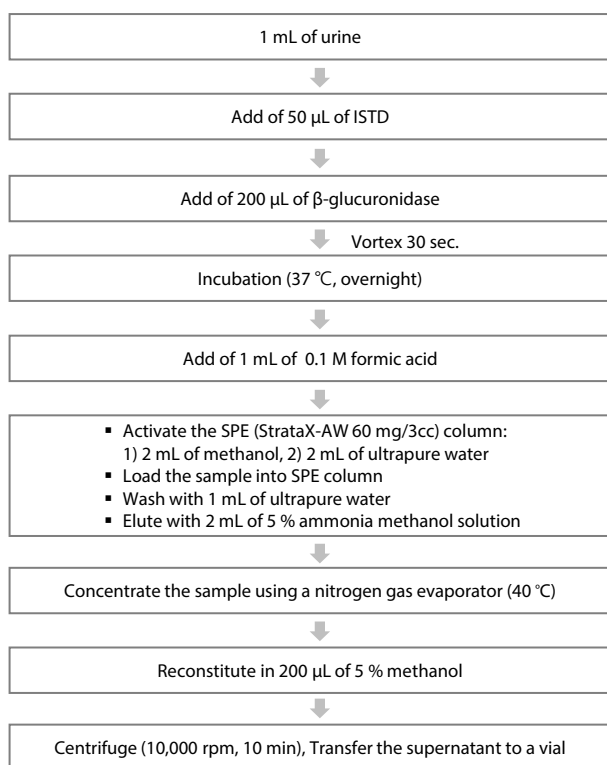 1 mL of urine
Add of 50 μL of ISTD
Add of 200 μL of β-glucuronidase
Vortex 30 sec.
Incubation (37 ℃, overnight)
Add of 1 mL of 0.1 M formic acid
▪ Activate the SPE (StrataX-AW 60 mg/3cc) column:
1) 2 mL of methanol, 2) 2 mL of ultrapure water
▪ Load the sample into SPE column
▪ Wash with 1 mL of ultrapure water
▪ Elute with 2 mL of 5 % ammonia methanol solution
Concentrate the sample using a nitrogen gas evaporator (40 ℃)
Reconstitute in 200 μL of 5 % methanol
Centrifuge (10,000 rpm, 10 min), Transfer the supernatant to a vial